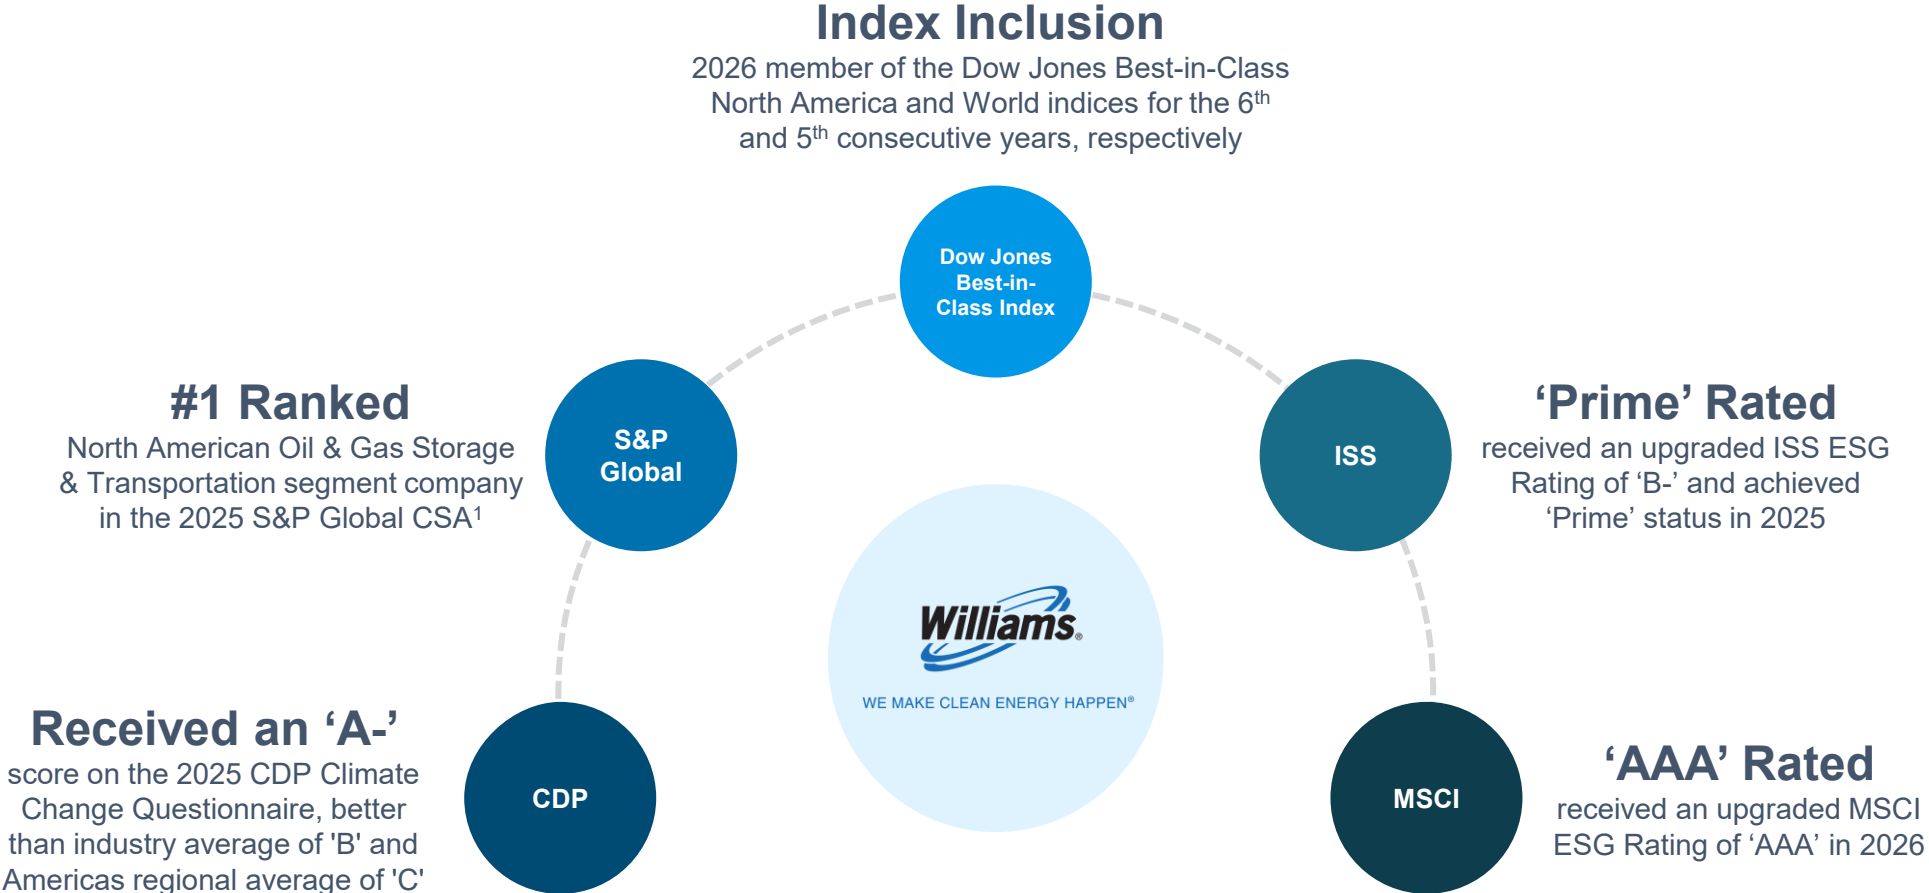 Index Inclusion
2026 member of the Dow Jones Best-in-Class
North America and World indices for the 6th
and 5th consecutive years, respectively
Dow Jones
Best-in-
Class Index
#1 Ranked
North American Oil & Gas Storage
& Transportation segment company
in the 2025 S&P Global CSA1
S&P
Global
ISS
‘Prime’ Rated
received an upgraded ISS ESG
Rating of ‘B-’ and achieved
‘Prime’ status in 2025
Williams®
WE MAKE CLEAN ENERGY HAPPEN®
Received an ‘A-’
score on the 2025 CDP Climate
Change Questionnaire, better
than industry average of 'B' and
Americas regional average of 'C'
CDP
MSCI
‘AAA’ Rated
received an upgraded MSCI
ESG Rating of ‘AAA’ in 2026